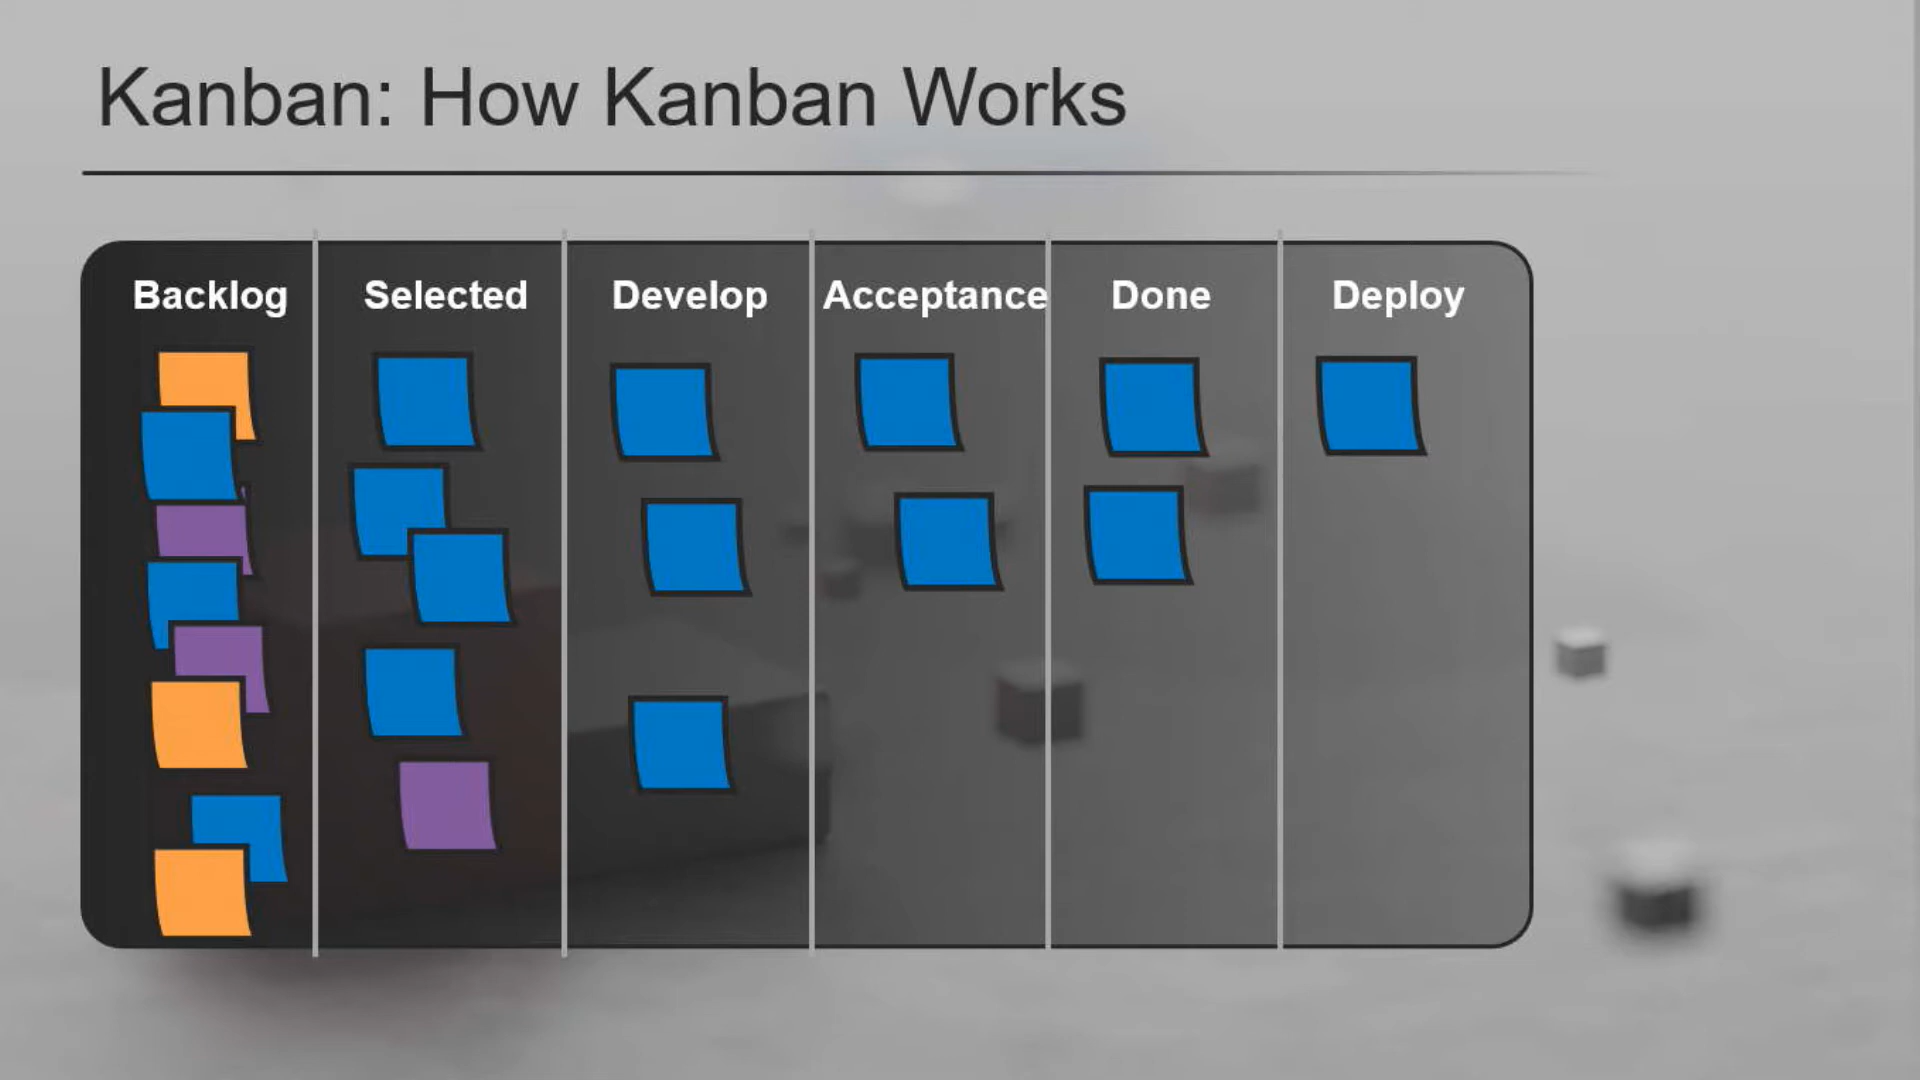 Kanban: How Kanban Works
Backlog
Selected
Develop
Acceptance
Done
Deploy